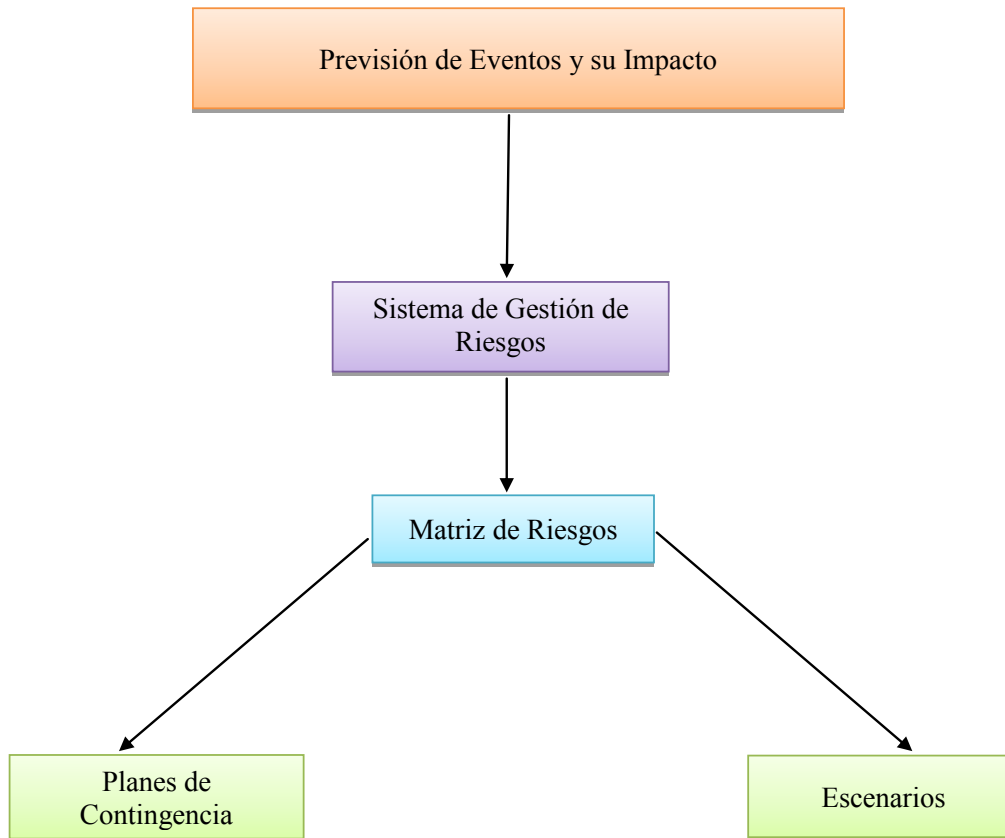 Previsión de Eventos y su Impacto
Sistema de Gestión de
Riesgos
Matriz de Riesgos
Planes de
Contingencia
Escenarios